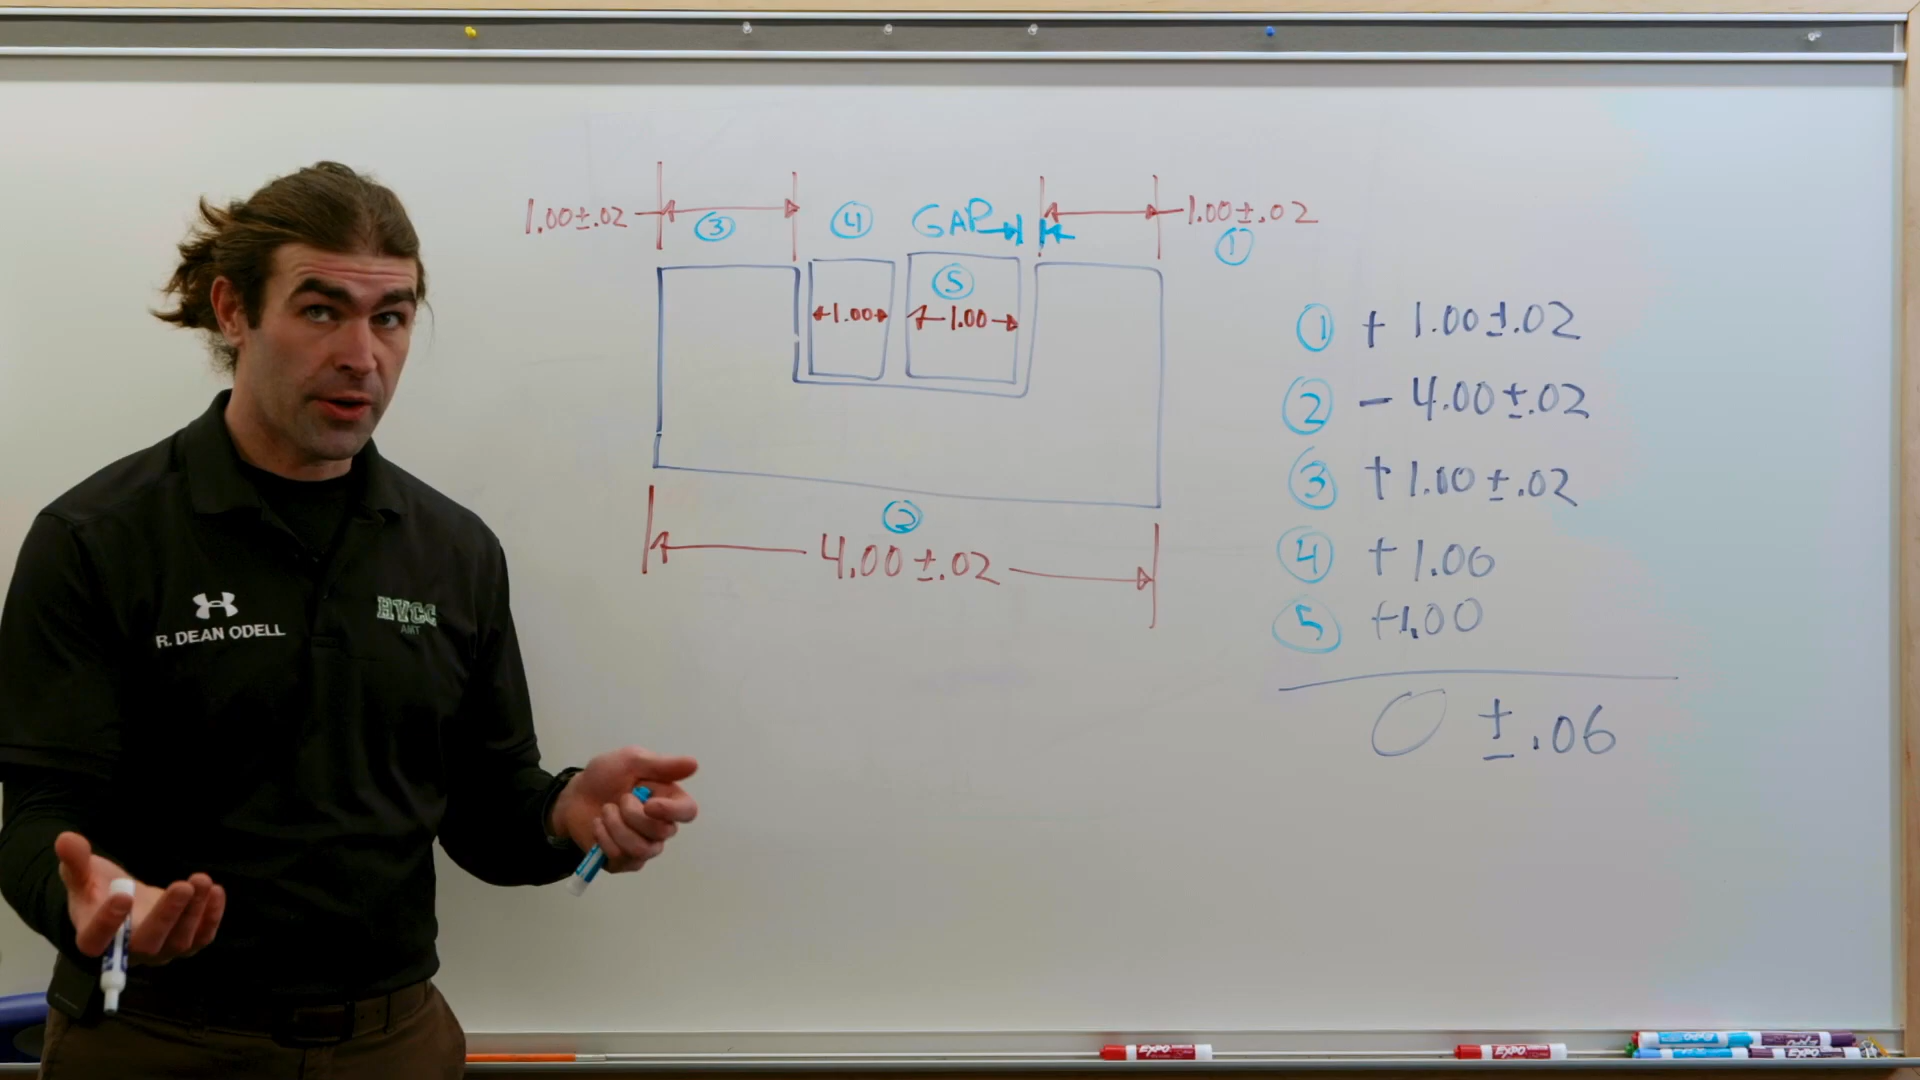 1.00±.02
③
④
GAP
1.00±.02
①
⑤
1.00
1.00
②
4.00±.02
① + 1.00±.02
② - 4.00±.02
③ + 1.00±.02
④ + 1.00
⑤ +1.00
0 ±.06
R. DEAN ODELL
HVCC
AMT
EXPO
EXPO
EXPO